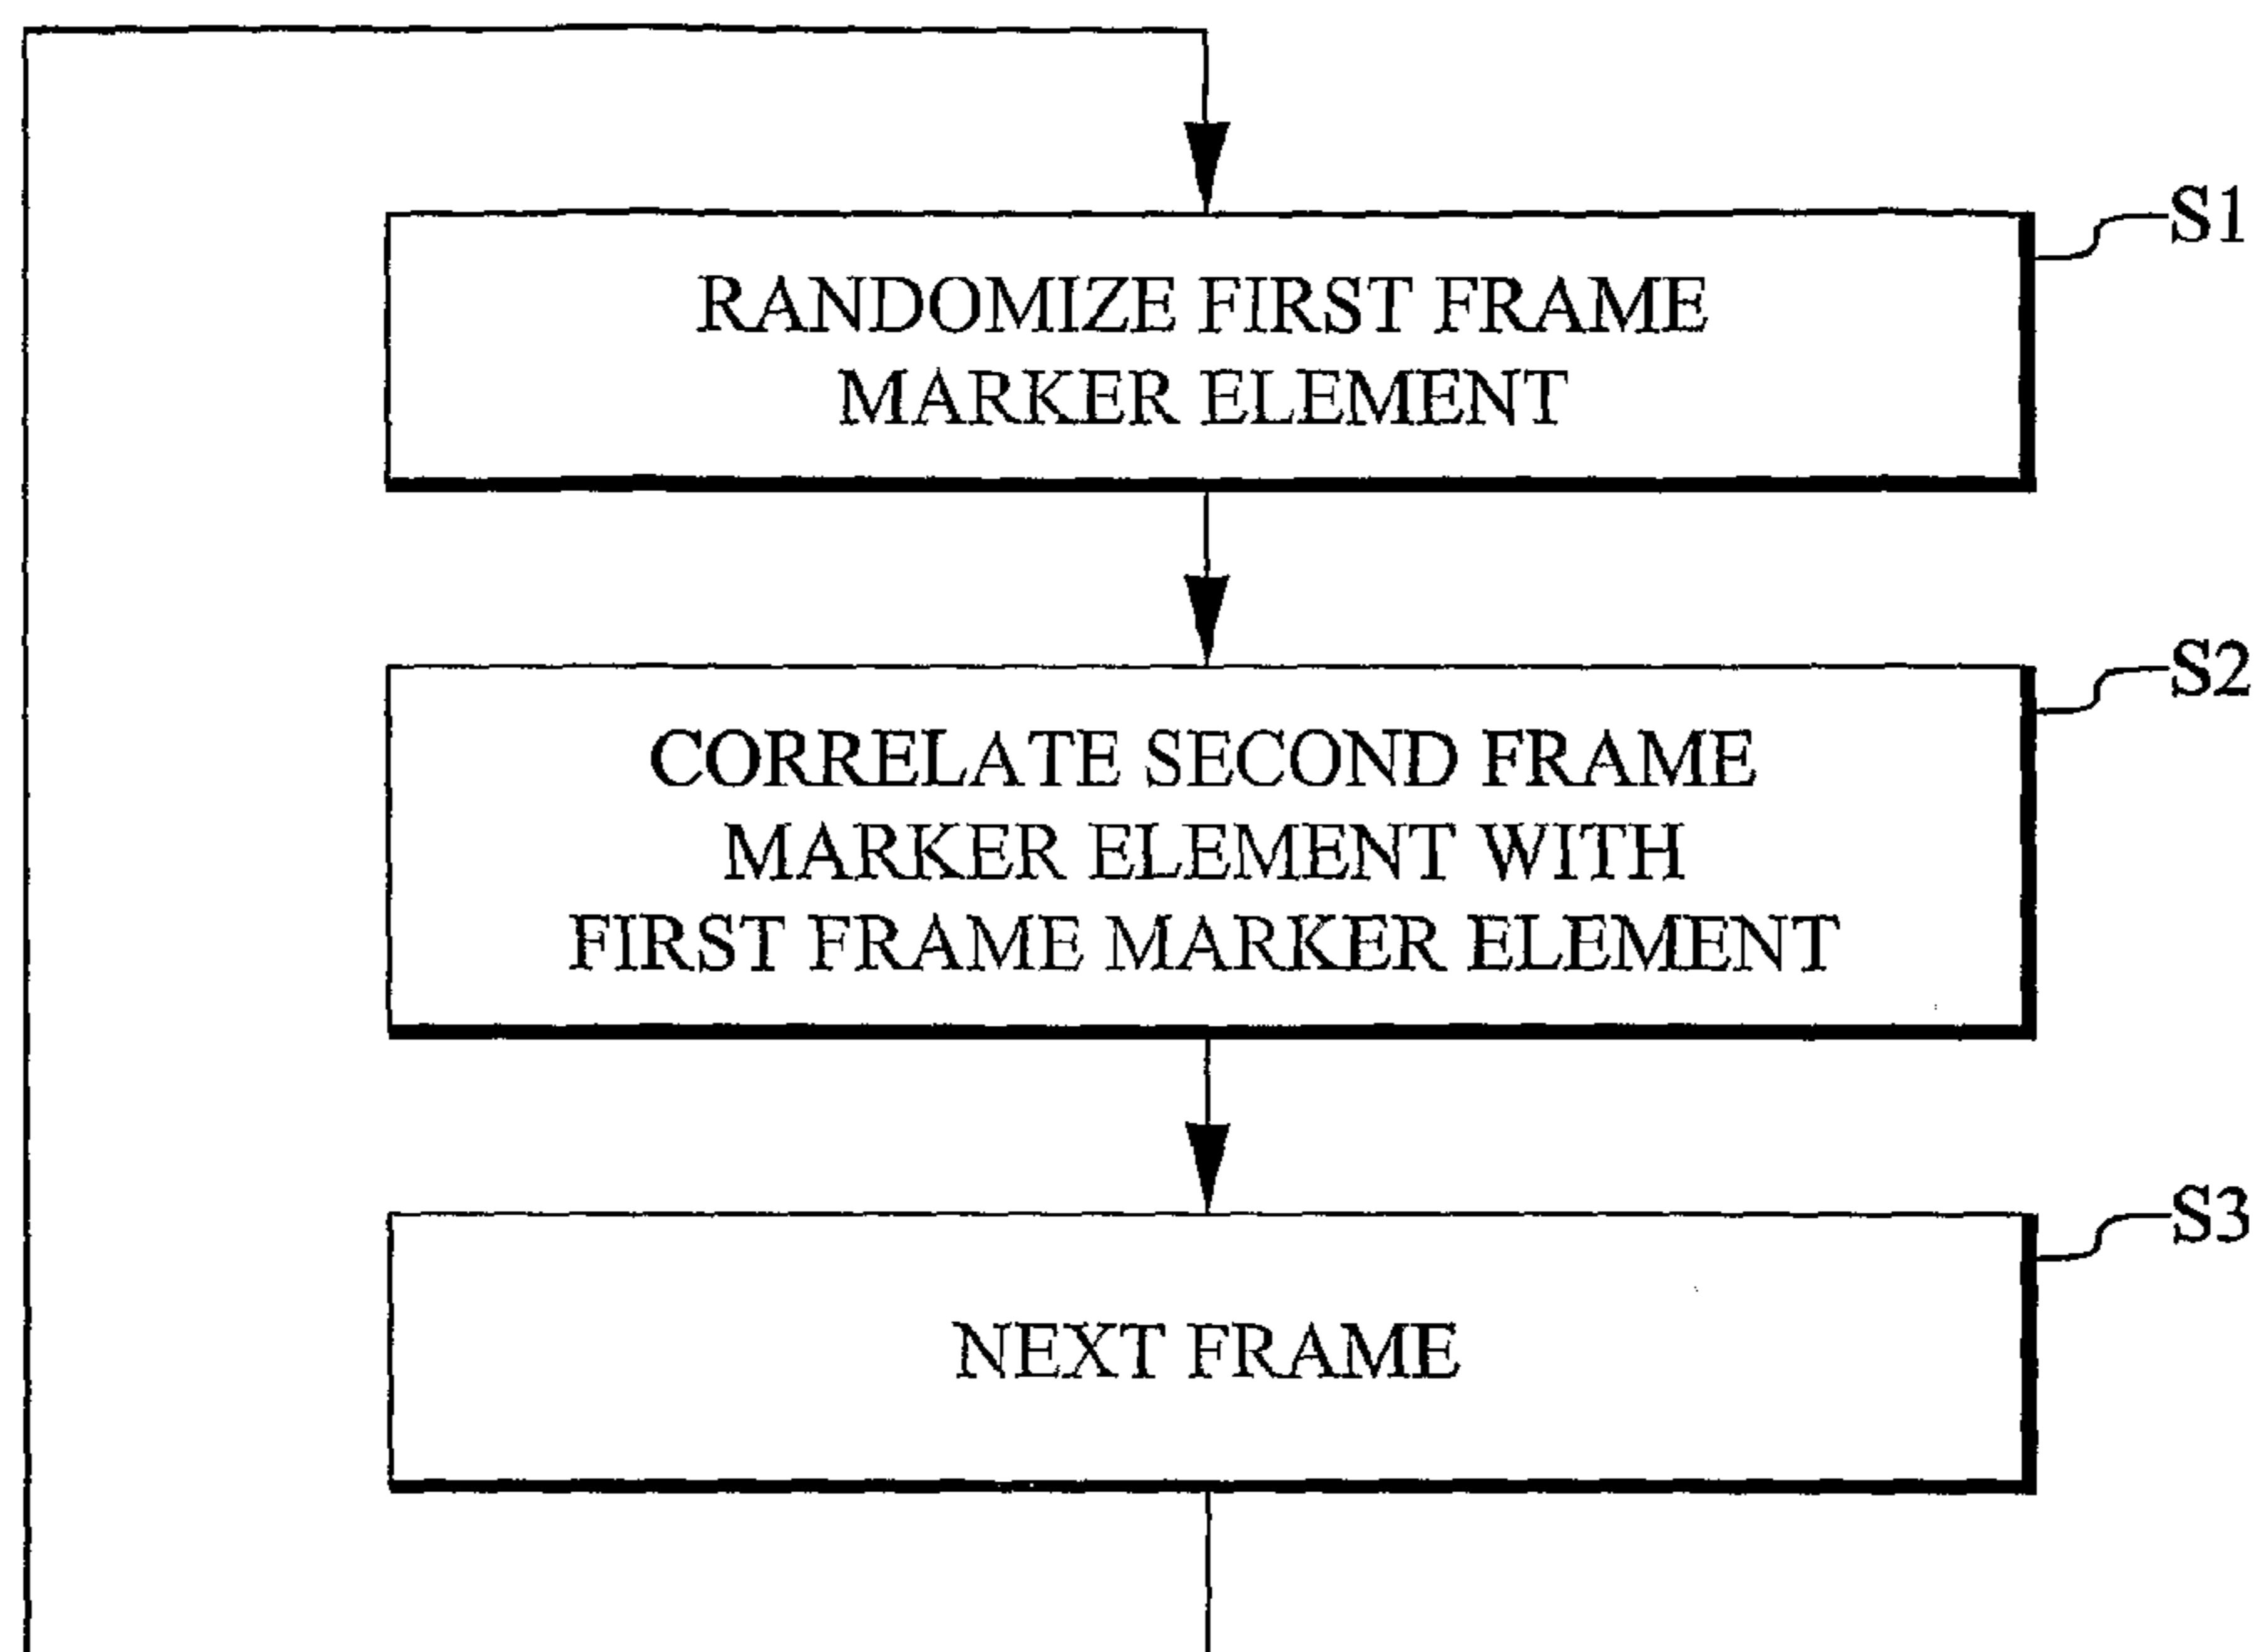 S1
RANDOMIZE FIRST FRAME
MARKER ELEMENT
S2
CORRELATE SECOND FRAME
MARKER ELEMENT WITH
FIRST FRAME MARKER ELEMENT
S3
NEXT FRAME